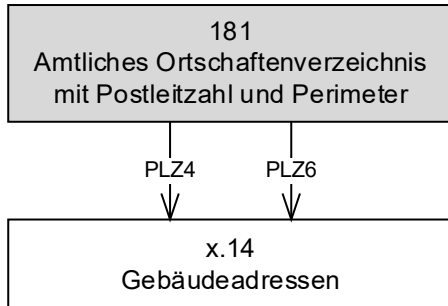 181
Amtliches Ortschaftenverzeichnis
mit Postleitzahl und Perimeter
PLZ4 PLZ6
x.14
Gebäudeadressen